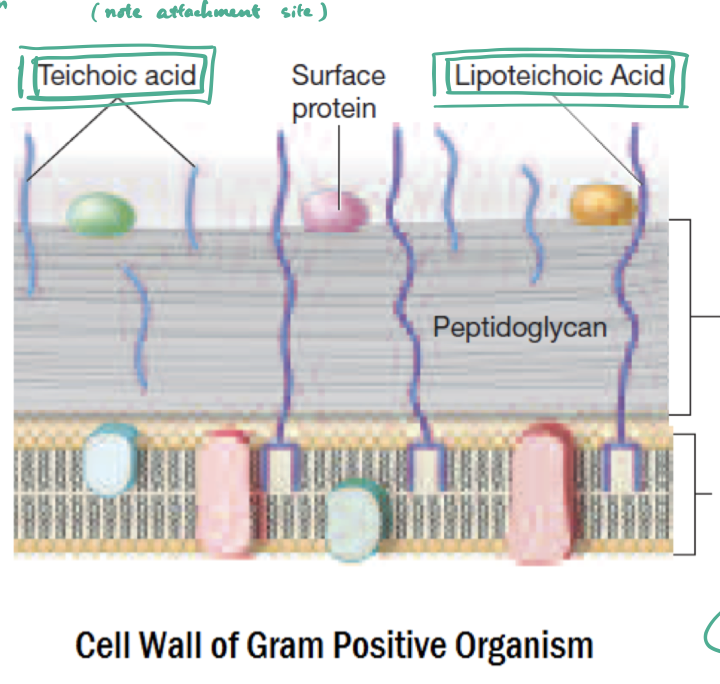 (note attachment site)
Teichoic acid
Surface
protein
Lipoteichoic Acid
Peptidoglycan
Cell Wall of Gram Positive Organism